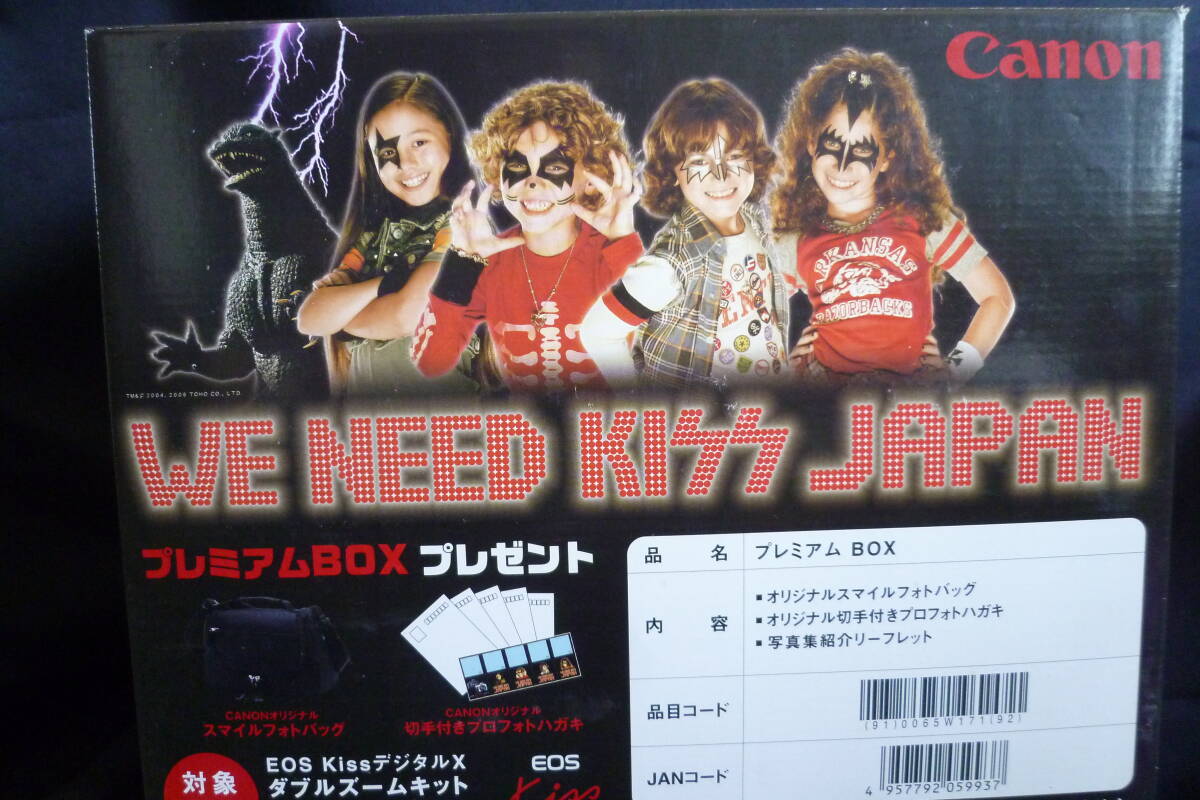 Canon
ARKANSAS
RAZORBACKS
TM&© 2004, 2006 TOHO CO., LTD.
WE NEED KISS JAPAN
プレミアムBOX プレゼント
CANONオリジナル
スマイルフォトバッグ
CANONオリジナル
切手付きプロフォトハガキ
対象
EOS KissデジタルX
ダブルズームキット
EOS
Kiss
品名 プレミアム BOX
内容
▪オリジナルスマイルフォトバッグ
▪オリジナル切手付きプロフォトハガキ
▪写真集紹介リーフレット
品目コード
(91)0065W171(92)
JANコード
4 957792 059937